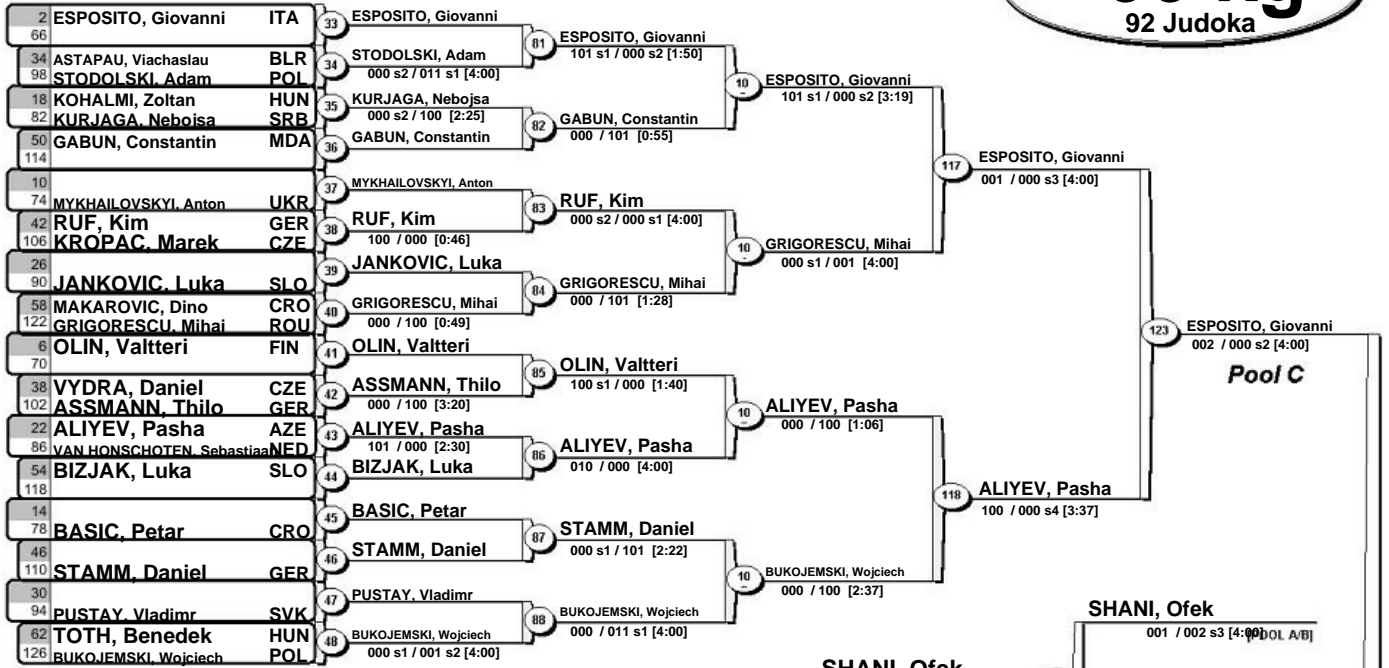 92 Judoka
2 ESPOSITO, Giovanni ITA
66
34 ASTAPAU, Viachaslau BLR
98 STODOLSKI, Adam POL
18 KOHALMI, Zoltan HUN
82 KURJAGA, Nebojsa SRB
50 GABUN, Constantin MDA
114
10
74 MYKHAILOVSKYI, Anton UKR
42 RUF, Kim GER
106 KROPAC, Marek CZE
26
90 JANKOVIC, Luka SLO
58 MAKAROVIC, Dino CRO
122 GRIGORESCU, Mihai ROU
6 OLIN, Valtteri FIN
70
38 VYDRA, Daniel CZE
102 ASSMANN, Thilo GER
22 ALIYEV, Pasha AZE
86 VAN HONSCHOTEN, Sebastiaan NED
54 BIZJAK, Luka SLO
118
14
78 BASIC, Petar CRO
46
110 STAMM, Daniel GER
30
94 PUSTAY, Vladimr SVK
62 TOTH, Benedek HUN
126 BUKOJEMSKI, Wojciech POL
33 ESPOSITO, Giovanni
34 STODOLSKI, Adam
000 s2 / 011 s1 [4:00]
35 KURJAGA, Nebojsa
000 s2 / 100 [2:25]
36 GABUN, Constantin
37 MYKHAILOVSKYI, Anton
38 RUF, Kim
100 / 000 [0:46]
39 JANKOVIC, Luka
40 GRIGORESCU, Mihai
000 / 100 [0:49]
41 OLIN, Valtteri
42 ASSMANN, Thilo
000 / 100 [3:20]
43 ALIYEV, Pasha
101 / 000 [2:30]
44 BIZJAK, Luka
45 BASIC, Petar
46 STAMM, Daniel
47 PUSTAY, Vladimr
48 BUKOJEMSKI, Wojciech
000 s1 / 001 s2 [4:00]
81 ESPOSITO, Giovanni
101 s1 / 000 s2 [1:50]
82 GABUN, Constantin
000 / 101 [0:55]
83 RUF, Kim
000 s2 / 000 s1 [4:00]
84 GRIGORESCU, Mihai
000 / 101 [1:28]
85 OLIN, Valtteri
100 s1 / 000 [1:40]
86 ALIYEV, Pasha
010 / 000 [4:00]
87 STAMM, Daniel
000 s1 / 101 [2:22]
88 BUKOJEMSKI, Wojciech
000 / 011 s1 [4:00]
10 ESPOSITO, Giovanni
101 s1 / 000 s2 [3:19]
10 GRIGORESCU, Mihai
000 s1 / 001 [4:00]
10 ALIYEV, Pasha
000 / 100 [1:06]
10 BUKOJEMSKI, Wojciech
000 / 100 [2:37]
117 ESPOSITO, Giovanni
001 / 000 s3 [4:00]
118 ALIYEV, Pasha
100 / 000 s4 [3:37]
123 ESPOSITO, Giovanni
002 / 000 s2 [4:00]
Pool C
SHANI, Ofek
001 / 002 s3 [4:00] [POOL A/B]
SHANI, Ofek